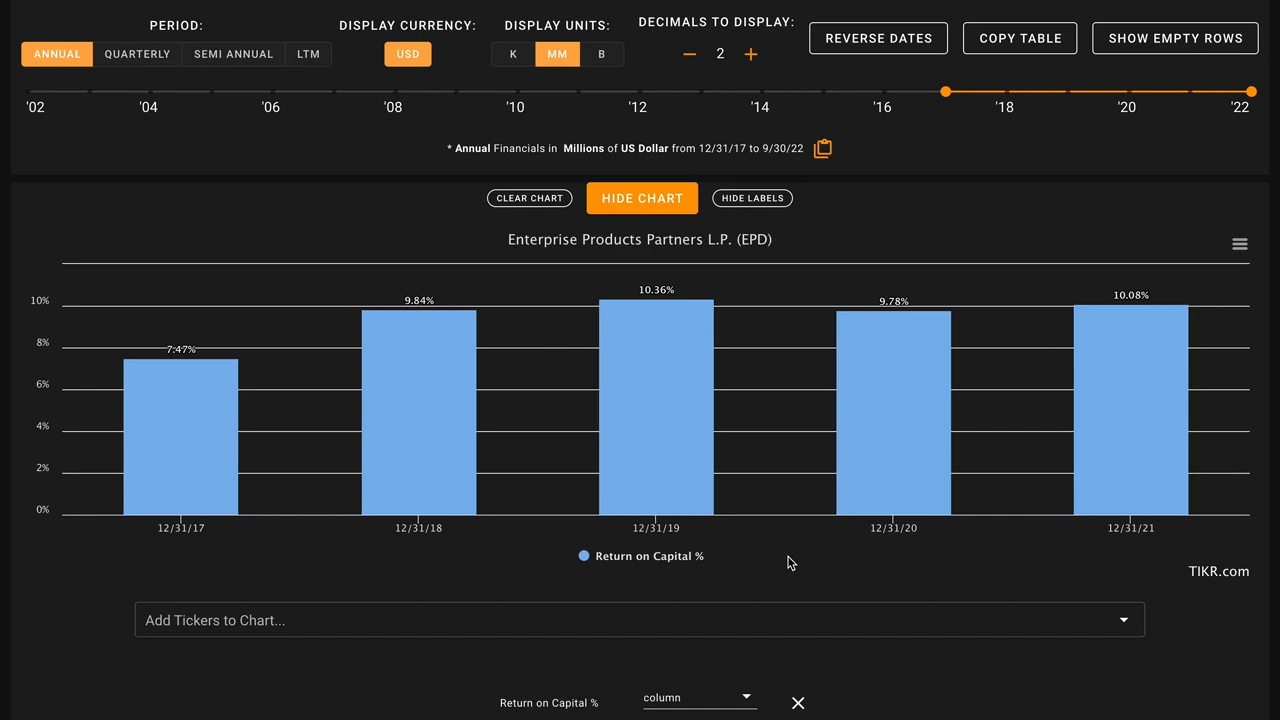 PERIOD:
DISPLAY CURRENCY:
DISPLAY UNITS:
DECIMALS TO DISPLAY:
ANNUAL QUARTERLY SEMI ANNUAL LTM
USD
K MM B
2
REVERSE DATES
COPY TABLE
SHOW EMPTY ROWS
'02 '04 '06 '08 '10 '12 '14 '16 '18 '20 '22
* Annual Financials in Millions of US Dollar from 12/31/17 to 9/30/22
CLEAR CHART
HIDE CHART
HIDE LABELS
Enterprise Products Partners L.P. (EPD)
10%
8%
6%
4%
2%
0%
7.47%
9.84%
10.36%
9.78%
10.08%
12/31/17 12/31/18 12/31/19 12/31/20 12/31/21
Return on Capital %
TIKR.com
Add Tickers to Chart...
Return on Capital % column